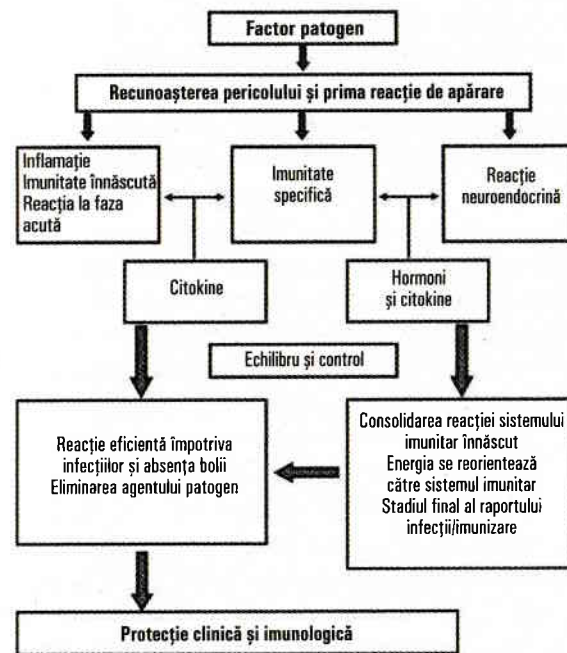 Factor patogen
Recunoașterea pericolului și prima reacție de apărare
Inflamație
Imunitate înnăscută
Reacția la faza
acută
Imunitate
specifică
Reacție
neuroendocrină
Citokine
Hormoni
și citokine
Echilibru și control
Reacție eficientă împotriva
infecțiilor și absența bolii
Eliminarea agentului patogen
Consolidarea reacției sistemului
imunitar înnăscut
Energia se reorientează
către sistemul imunitar
Stadiul final al raportului
infecții/imunizare
Protecție clinică și imunologică